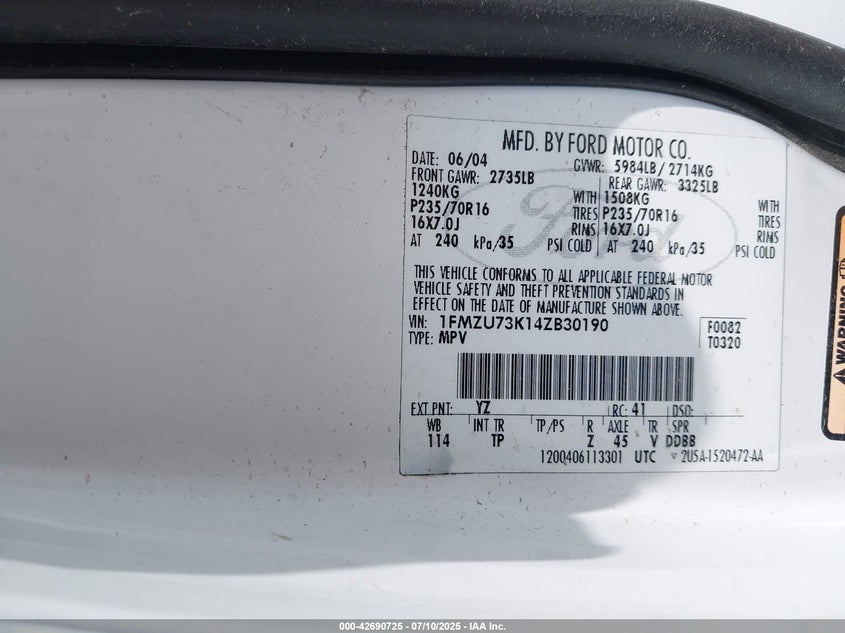 MFD. BY FORD MOTOR CO.
DATE: 06/04 GVWR: 5984LB/ 2714KG
FRONT GAWR: 2735LB REAR GAWR: 3325LB
1240KG WITH 1508KG WITH
P235/70R16 TIRES P235/70R16 TIRES
16X7.0J RIMS 16X7.0J RIMS
AT 240 kPa/35 PSI COLD AT 240 kPa/35 PSI COLD
Ford
THIS VEHICLE CONFORMS TO ALL APPLICABLE FEDERAL MOTOR
VEHICLE SAFETY AND THEFT PREVENTION STANDARDS IN
EFFECT ON THE DATE OF MANUFACTURE SHOWN ABOVE.
VIN: 1FMZU73K14ZB30190 F0082
TYPE: MPV T0320
EXT PNT: YZ RC: 41 DSO:
WB INT TR TP/PS R AXLE TR SPR
114 TP Z 45 V DDBB
1200406113301 UTC ▿ 2U5A-1520472-AA
WARNING
000-42690725 - 07/10/2025 - IAA Inc.